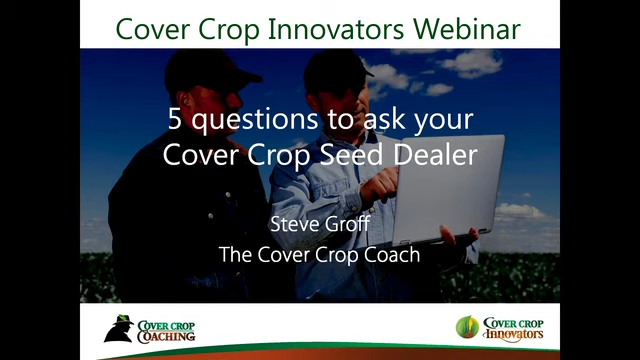 Cover Crop Innovators Webinar
5 questions to ask your
Cover Crop Seed Dealer
Steve Groff
The Cover Crop Coach
COVER CROP
COACHING
COVER CROP
Innovators